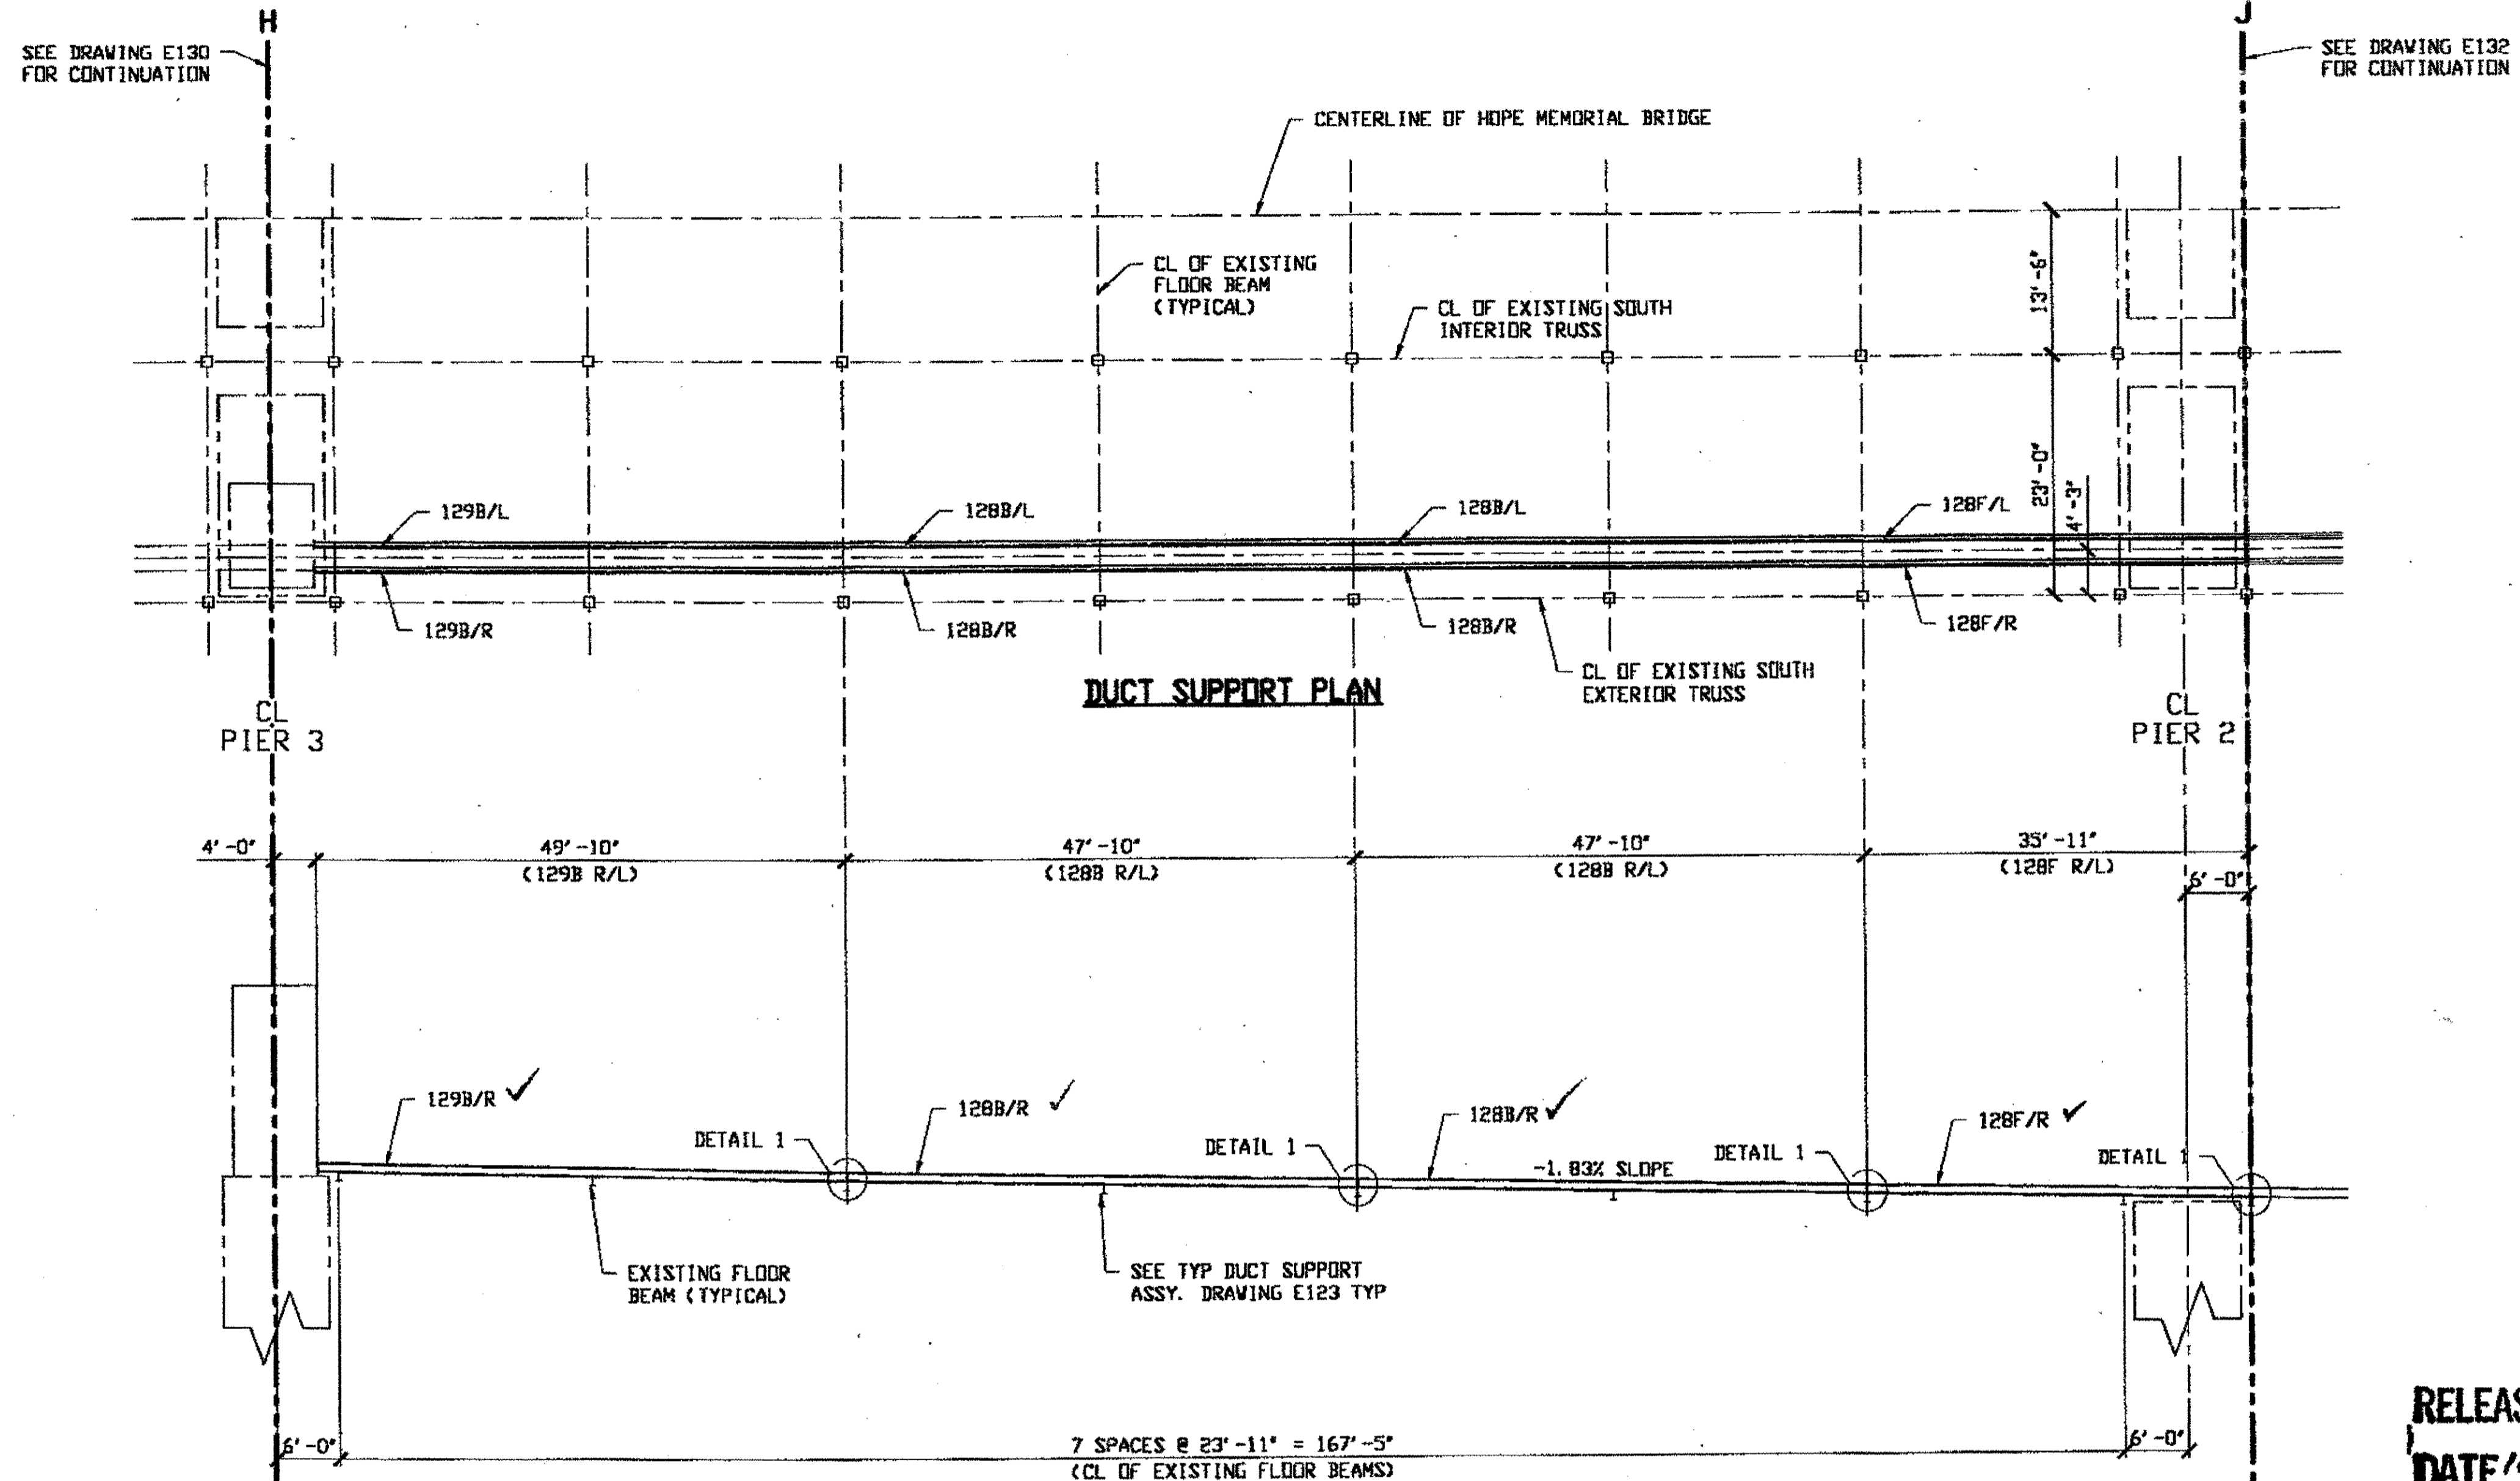 H
J
SEE DRAWING E130
FOR CONTINUATION
SEE DRAWING E132
FOR CONTINUATION
CENTERLINE OF HOPE MEMORIAL BRIDGE
CL OF EXISTING
FLOOR BEAM
(TYPICAL)
CL OF EXISTING SOUTH
INTERIOR TRUSS
13'-6"
23'-0"
4'-3"
129B/L
128B/L
128B/L
128F/L
129B/R
128B/R
128B/R
128F/R
CL OF EXISTING SOUTH
EXTERIOR TRUSS
DUCT SUPPORT PLAN
CL
PIER 3
CL
PIER 2
4'-0"
49'-10"
(129B R/L)
47'-10"
(128B R/L)
47'-10"
(128B R/L)
35'-11"
(128F R/L)
6'-0"
129B/R
128B/R
128B/R
128F/R
DETAIL 1
DETAIL 1
DETAIL 1
DETAIL 1
-1.83% SLOPE
EXISTING FLOOR
BEAM (TYPICAL)
SEE TYP DUCT SUPPORT
ASSY. DRAWING E123 TYP
6'-0"
7 SPACES @ 23'-11" = 167'-5"
(CL OF EXISTING FLOOR BEAMS)
6'-0"
RELEAS
DATE/